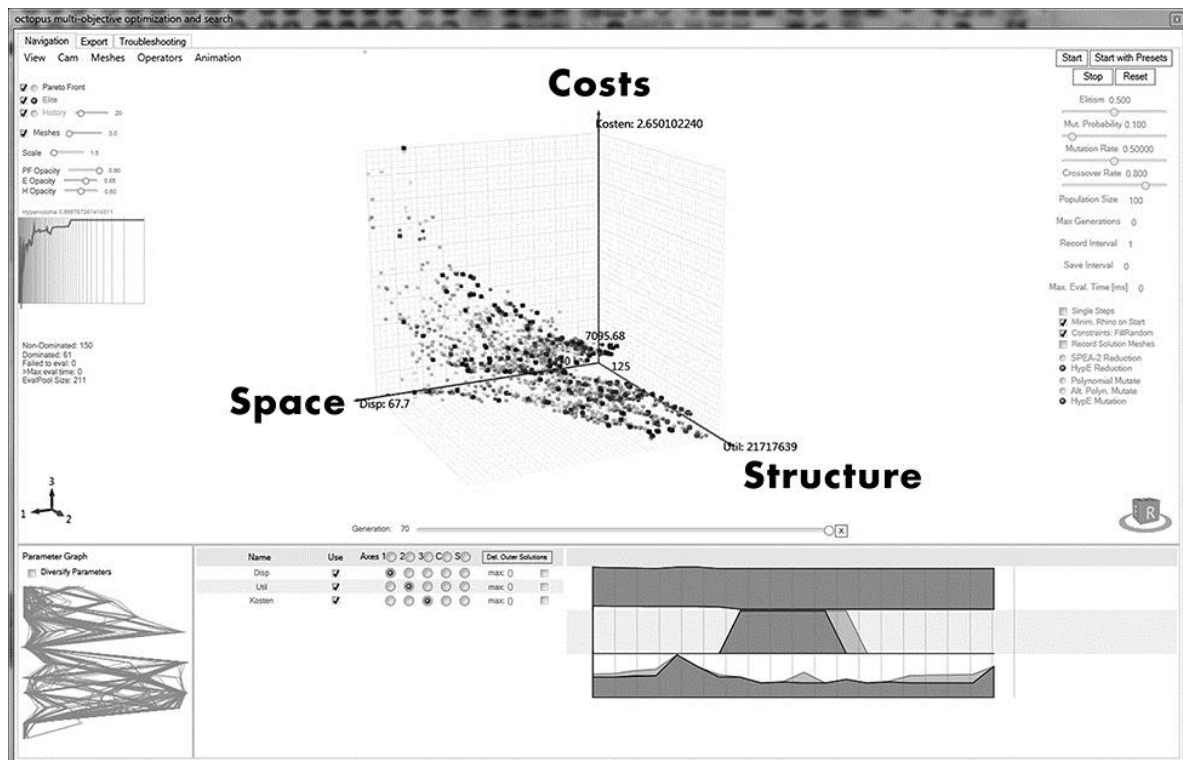 octopus multi-objective optimization and search
Navigation Export Troubleshooting
View Cam Meshes Operators Animation
Pareto Front
Elite
History 20
Meshes 3.0
Scale 1.5
PF Opacity 0.90
E Opacity 0.65
H Opacity 0.60
Non-Dominated: 150
Dominated: 61
Failed to eval: 0
>Max eval time: 0
EvalPool Size: 211
Costs
Kosten: 2.650102240
7095.68
125
Space
Disp: 67.7
Util: 21717639
Structure
3
1
2
Generation: 70
X
R
Start Start with Presets
Stop Reset
Elitism 0.500
Mut. Probability 0.100
Mutation Rate 0.50000
Crossover Rate 0.800
Population Size 100
Max Generations 0
Record Interval 1
Save Interval 0
Max. Eval. Time [ms] 0
Single Steps
Minim. Rhino on Start
Constraints: FillRandom
Record Solution Meshes
SPEA-2 Reduction
HypE Reduction
Polynomial Mutate
Alt. Polyn. Mutate
HypE Mutation
Parameter Graph
Diversify Parameters
Name Use Axes 1 2 3 C S Del. Outer Solutions
Disp max: ()
Util max: ()
Kosten max: ()